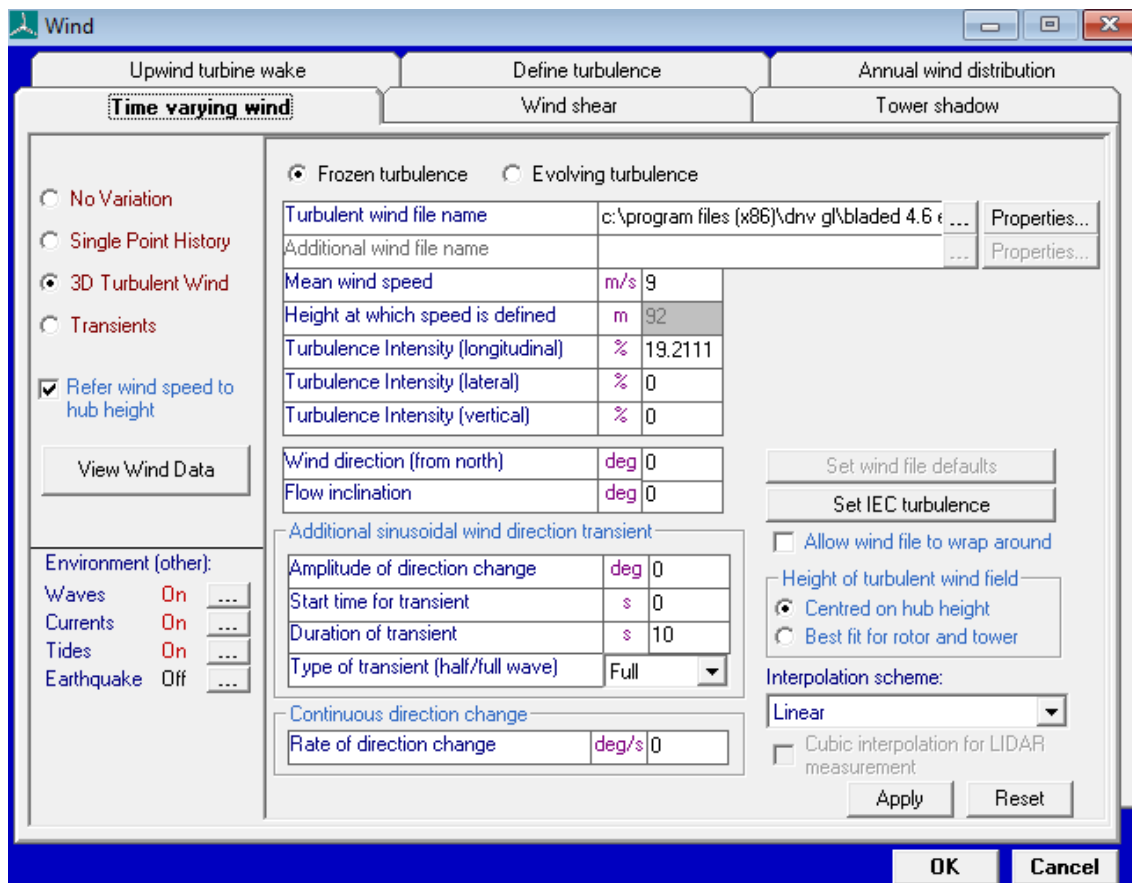 Wind
Upwind turbine wake
Define turbulence
Annual wind distribution
Time varying wind
Wind shear
Tower shadow
No Variation
Single Point History
3D Turbulent Wind
Transients
Refer wind speed to
hub height
View Wind Data
Environment (other):
Waves On ...
Currents On ...
Tides On ...
Earthquake Off ...
Frozen turbulence Evolving turbulence
Turbulent wind file name c:\program files (x86)\dnv gl\bladed 4.6 ... Properties...
Additional wind file name ... Properties...
Mean wind speed m/s 9
Height at which speed is defined m 92
Turbulence Intensity (longitudinal) % 19.2111
Turbulence Intensity (lateral) % 0
Turbulence Intensity (vertical) % 0
Wind direction (from north) deg 0
Flow inclination deg 0
Additional sinusoidal wind direction transient
Amplitude of direction change deg 0
Start time for transient s 0
Duration of transient s 10
Type of transient (half/full wave) Full
Continuous direction change
Rate of direction change deg/s 0
Set wind file defaults
Set IEC turbulence
Allow wind file to wrap around
Height of turbulent wind field
Centred on hub height
Best fit for rotor and tower
Interpolation scheme:
Linear
Cubic interpolation for LIDAR
measurement
Apply Reset
OK Cancel